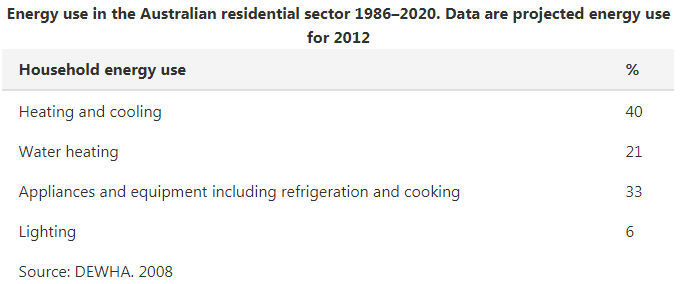 Energy use in the Australian residential sector 1986–2020. Data are projected energy use
for 2012
Household energy use %
Heating and cooling 40
Water heating 21
Appliances and equipment including refrigeration and cooking 33
Lighting 6
Source: DEWHA. 2008